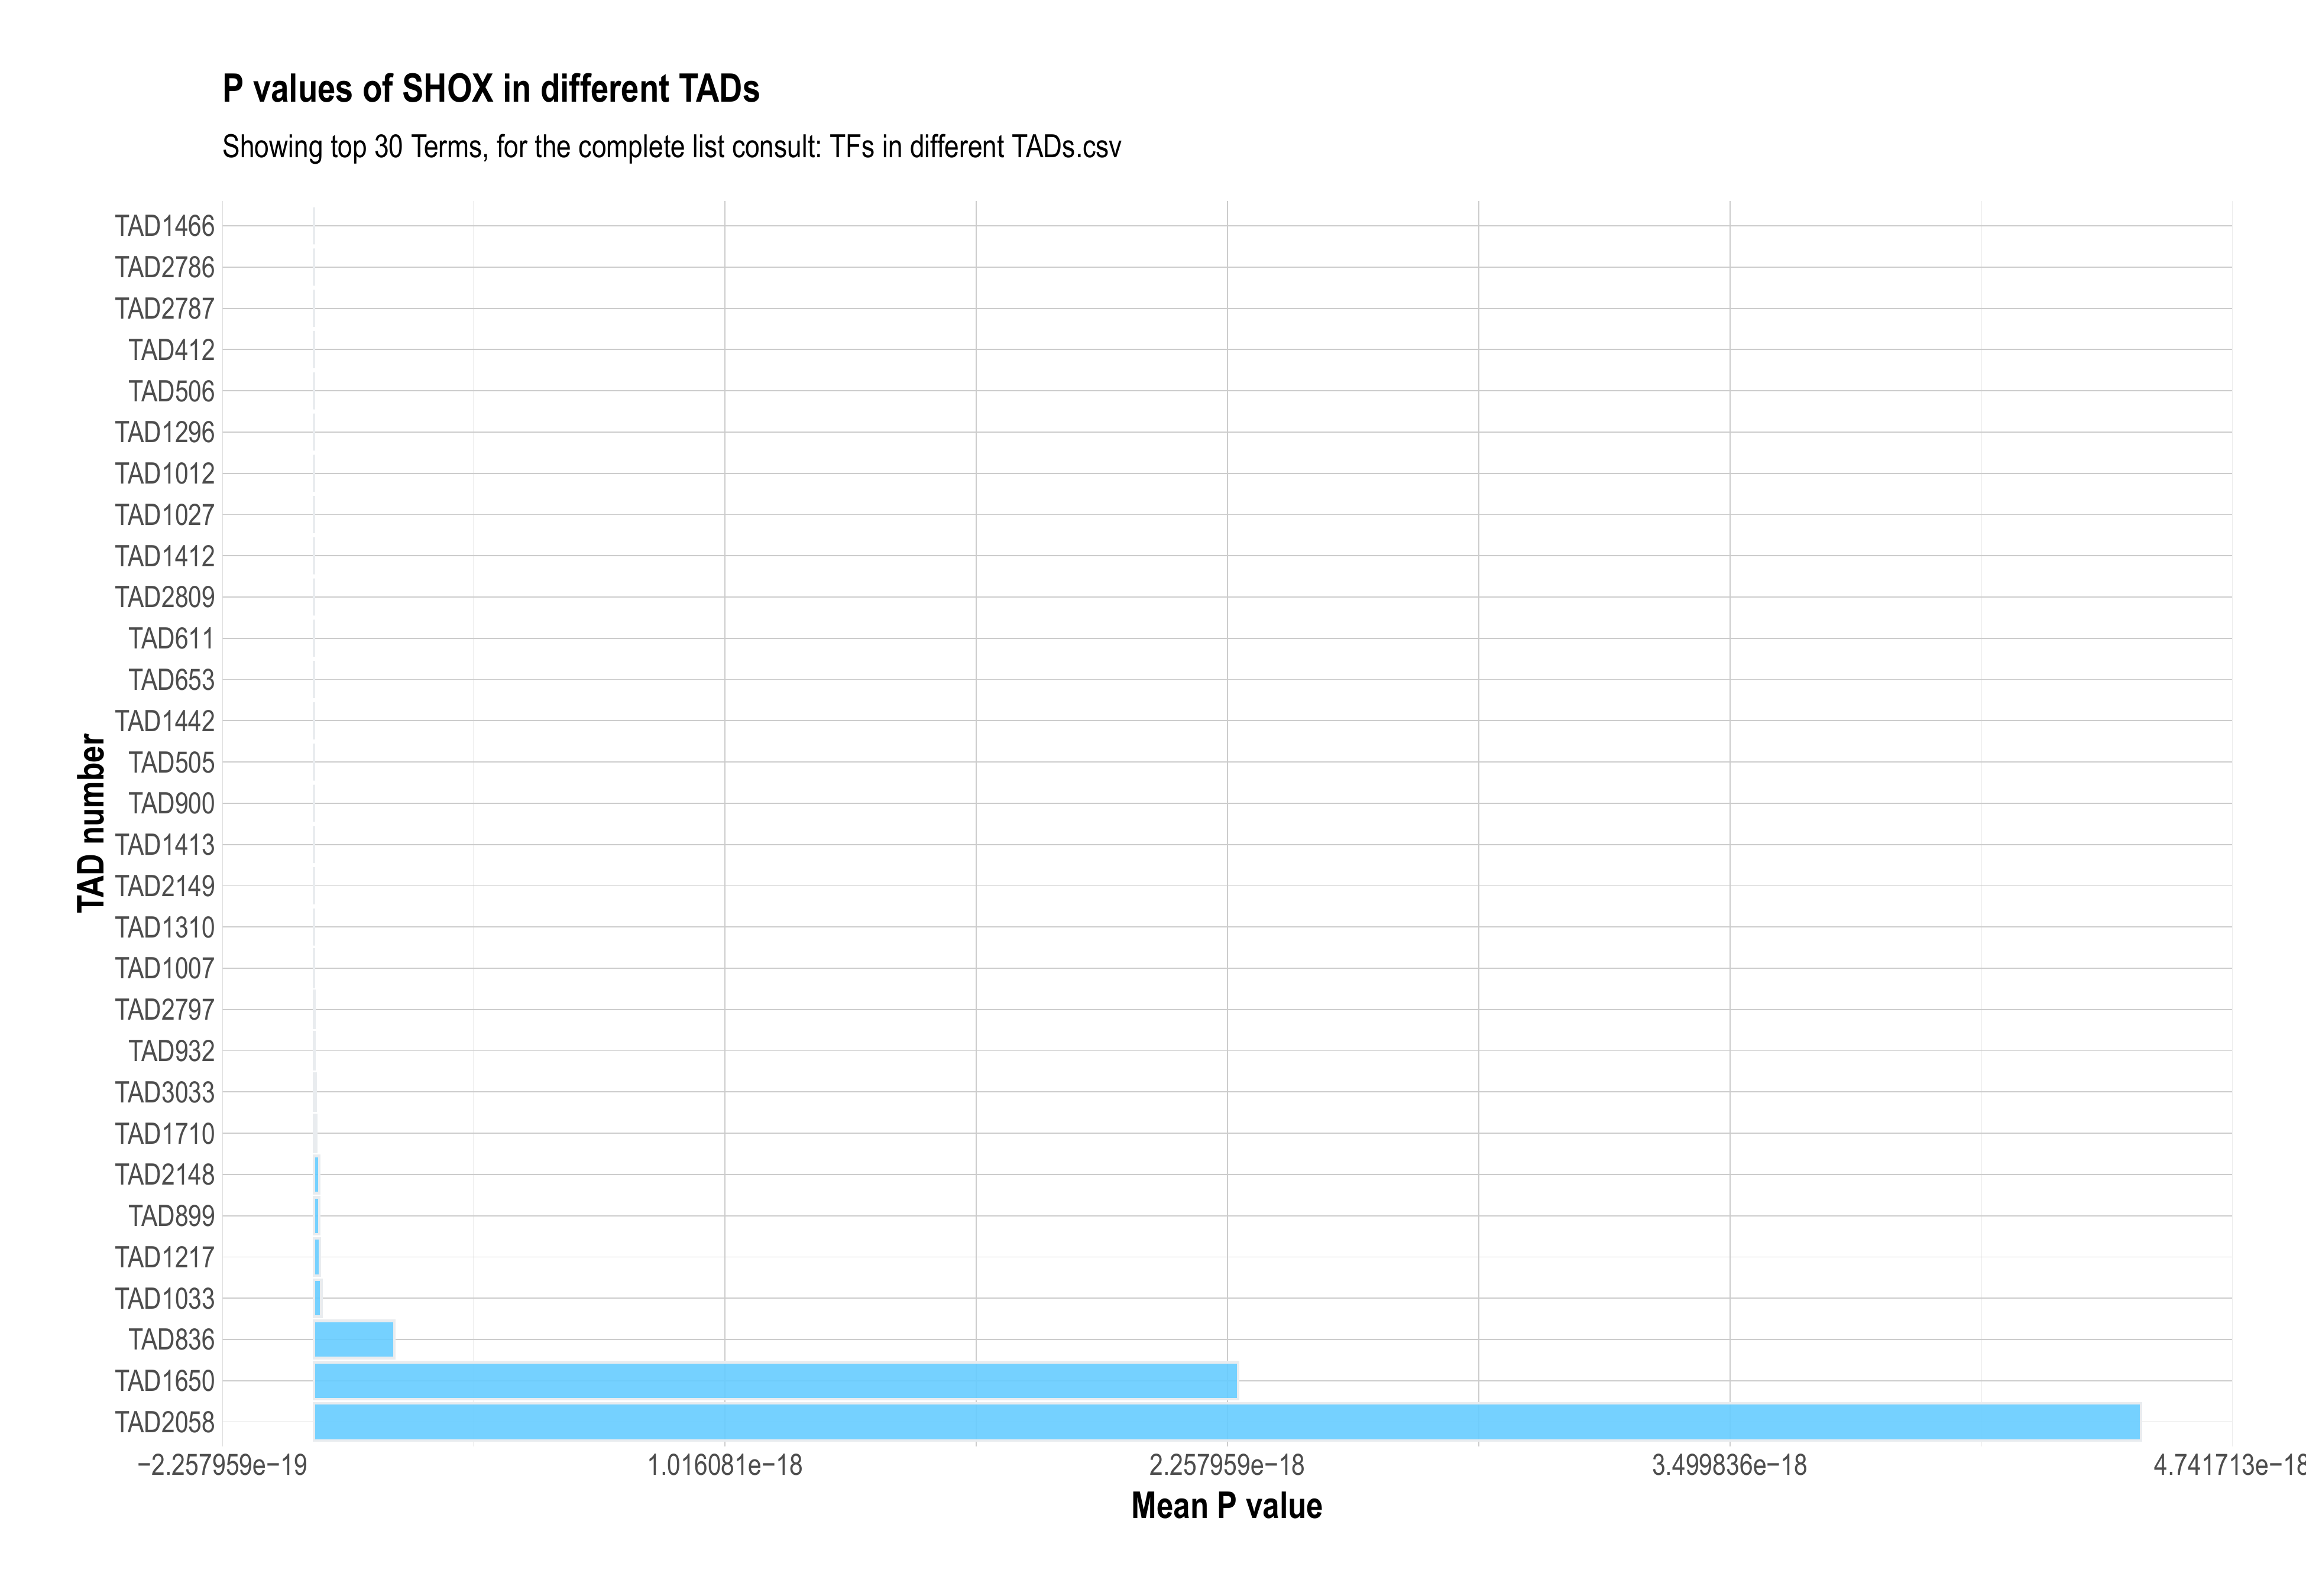 P values of SHOX in different TADs
Showing top 30 Terms, for the complete list consult: TFs in different TADs.csv
TAD number
TAD1466
TAD2786
TAD2787
TAD412
TAD506
TAD1296
TAD1012
TAD1027
TAD1412
TAD2809
TAD611
TAD653
TAD1442
TAD505
TAD900
TAD1413
TAD2149
TAD1310
TAD1007
TAD2797
TAD932
TAD3033
TAD1710
TAD2148
TAD899
TAD1217
TAD1033
TAD836
TAD1650
TAD2058
−2.257959e−19 1.016081e−18 2.257959e−18 3.499836e−18 4.741713e−18
Mean P value